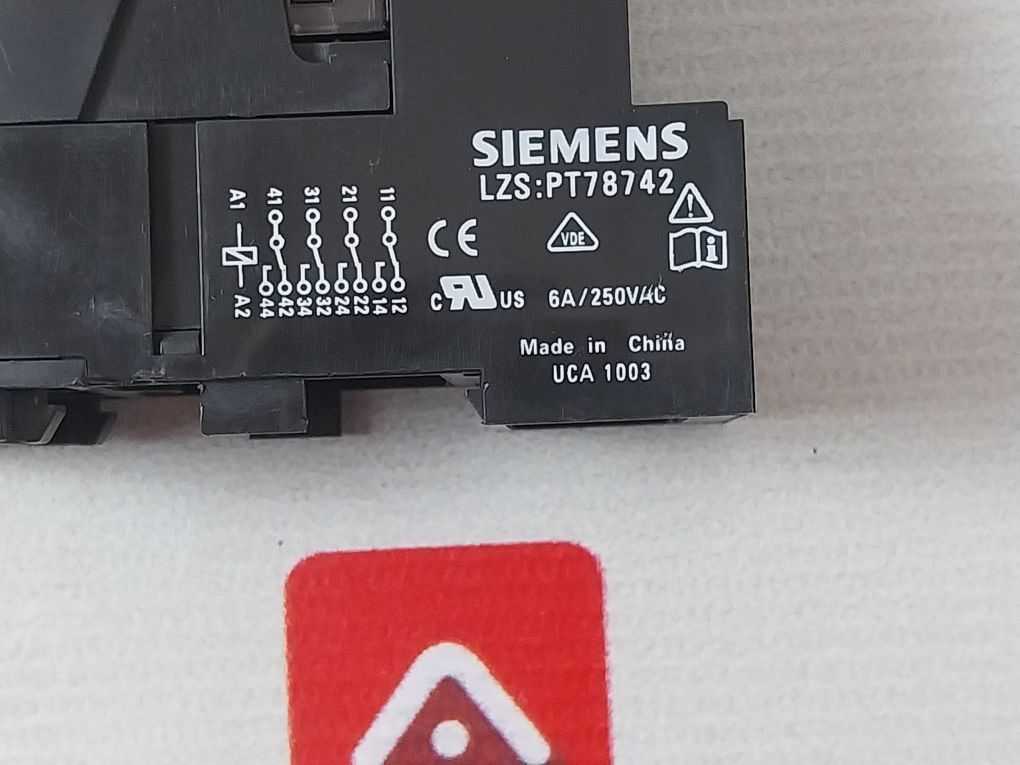 SIEMENS
LZS:PT78742
A1 41 31 21 11
CE
VDE
i
A2 44 42 34 32 24 22 14 12
c RU US 6A/250VAC
Made in China
UCA 1003